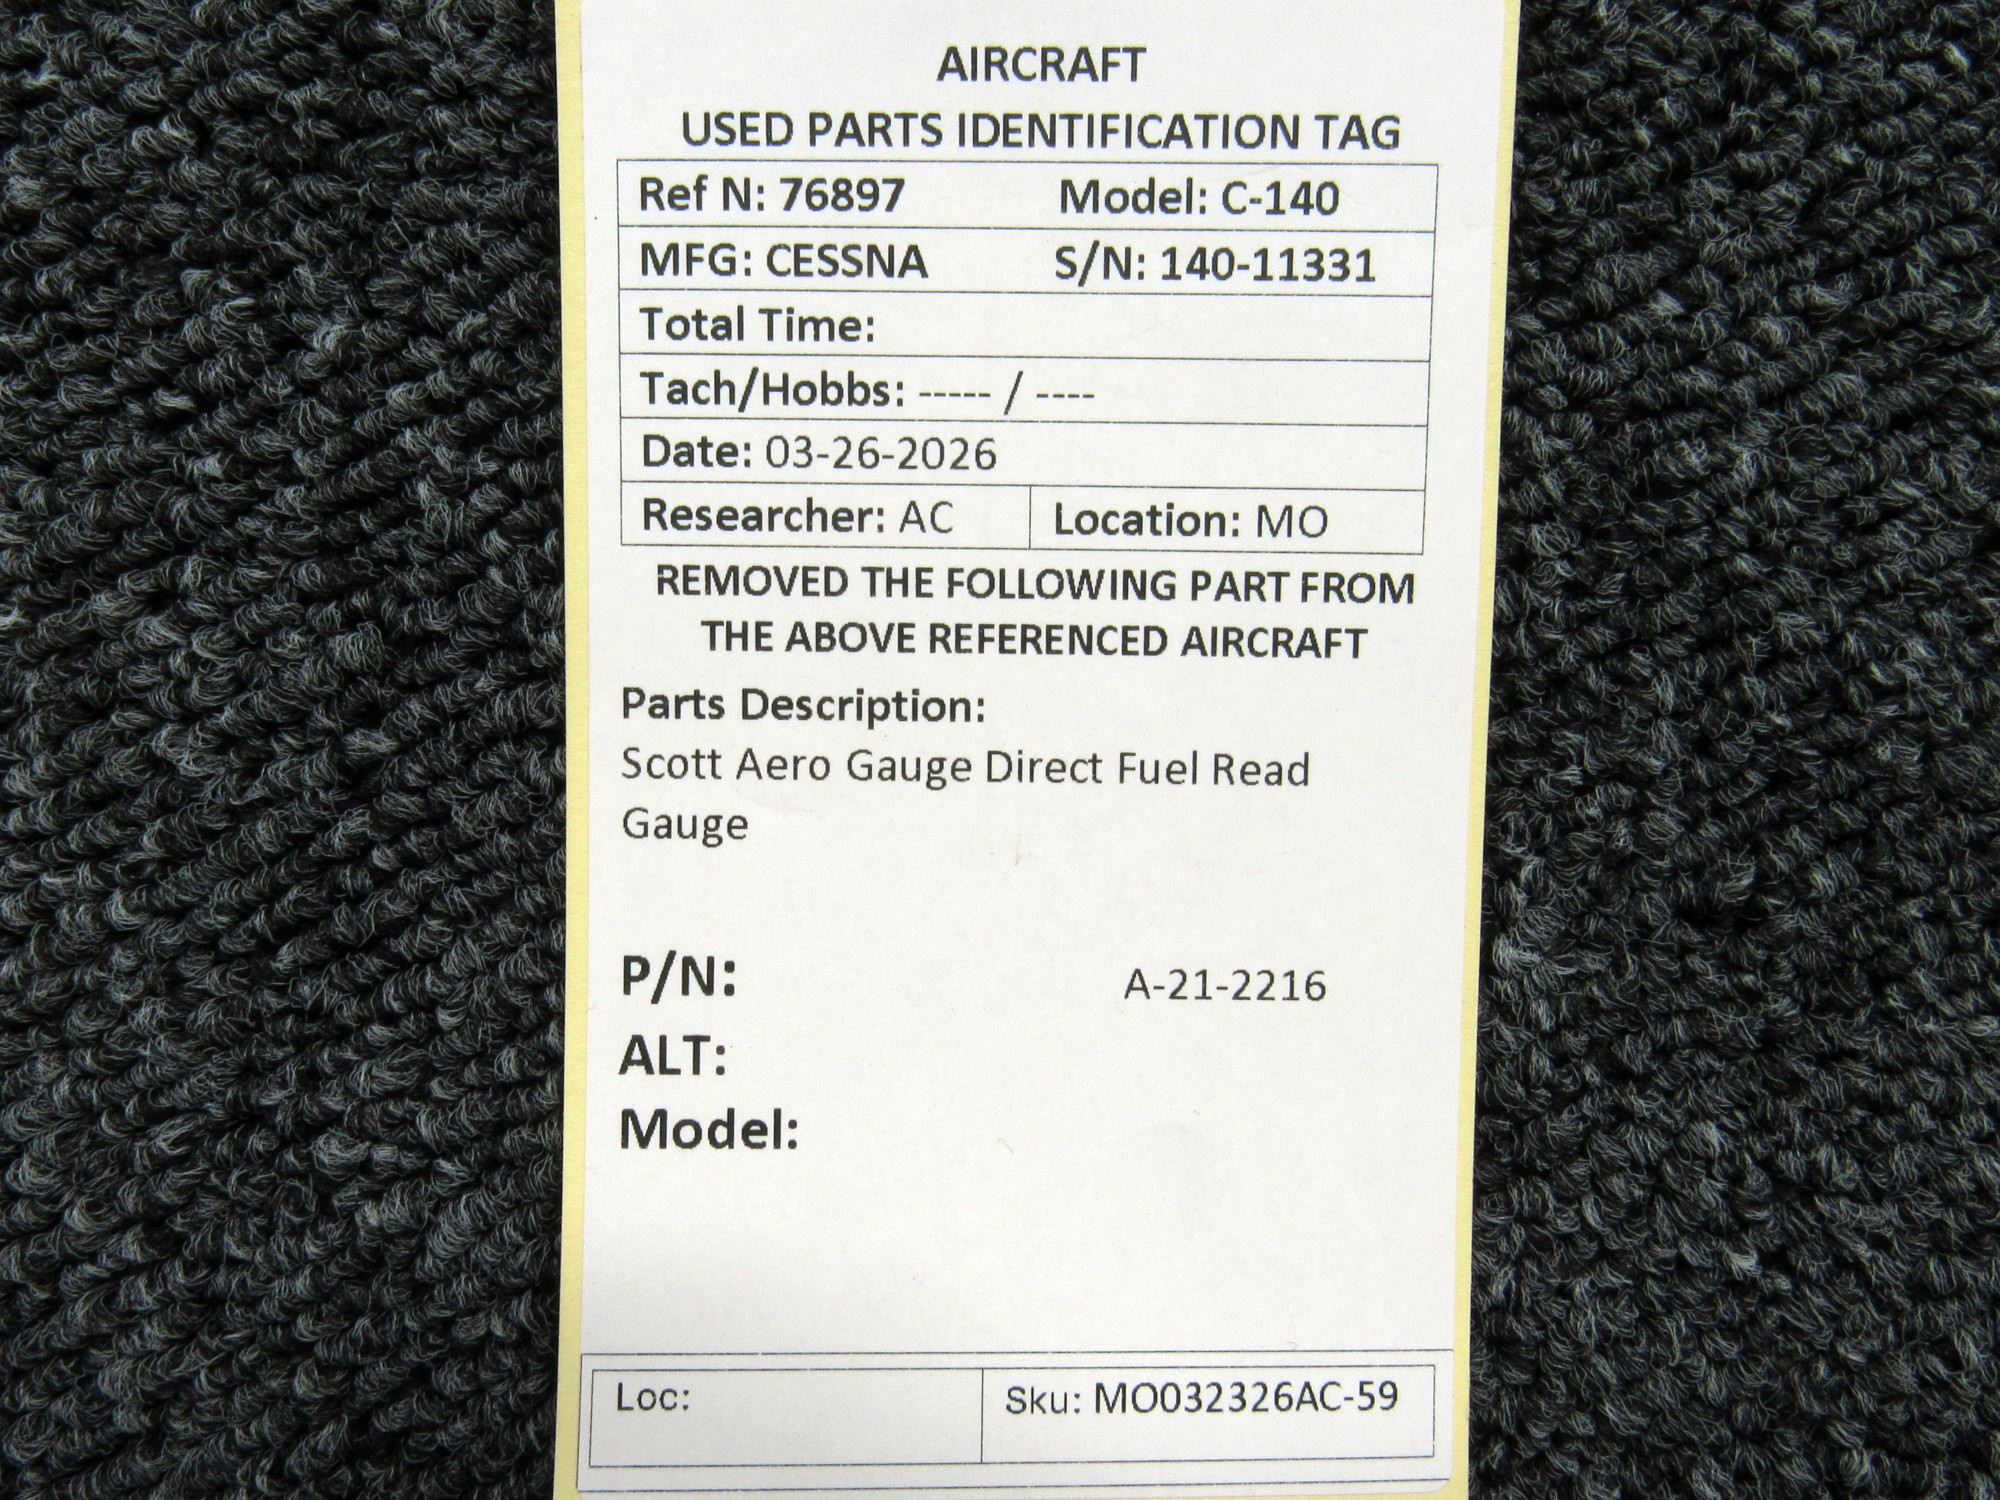 AIRCRAFT
USED PARTS IDENTIFICATION TAG
Ref N: 76897 Model: C-140
MFG: CESSNA S/N: 140-11331
Total Time:
Tach/Hobbs: ----- / ----
Date: 03-26-2026
Researcher: AC Location: MO
REMOVED THE FOLLOWING PART FROM
THE ABOVE REFERENCED AIRCRAFT
Parts Description:
Scott Aero Gauge Direct Fuel Read
Gauge
P/N: A-21-2216
ALT:
Model:
Loc: Sku: MO032326AC-59